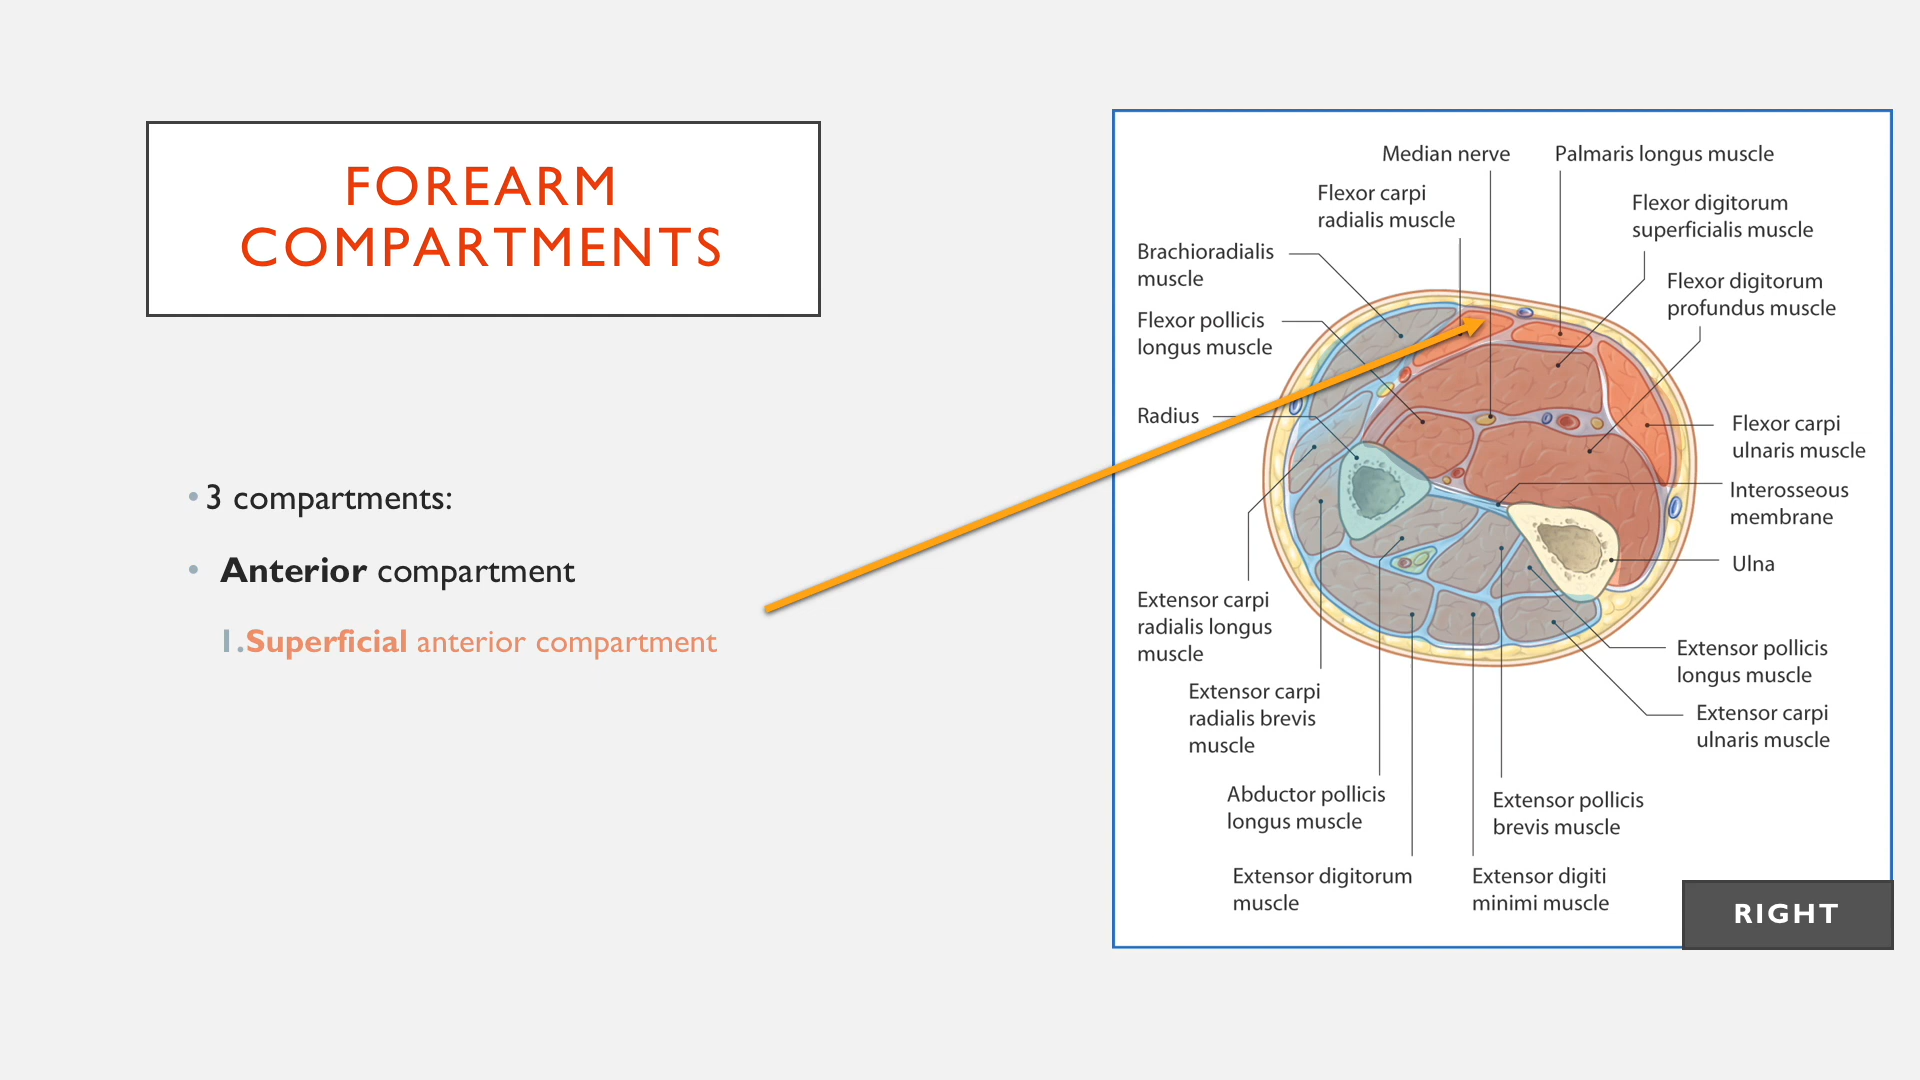 FOREARM
COMPARTMENTS
• 3 compartments:
• Anterior compartment
1. Superficial anterior compartment
Median nerve
Palmaris longus muscle
Flexor carpi
radialis muscle
Flexor digitorum
superficialis muscle
Brachioradialis
muscle
Flexor digitorum
profundus muscle
Flexor pollicis
longus muscle
Radius
Flexor carpi
ulnaris muscle
Interosseous
membrane
Ulna
Extensor carpi
radialis longus
muscle
Extensor pollicis
longus muscle
Extensor carpi
radialis brevis
muscle
Extensor carpi
ulnaris muscle
Abductor pollicis
longus muscle
Extensor pollicis
brevis muscle
Extensor digitorum
muscle
Extensor digiti
minimi muscle
RIGHT